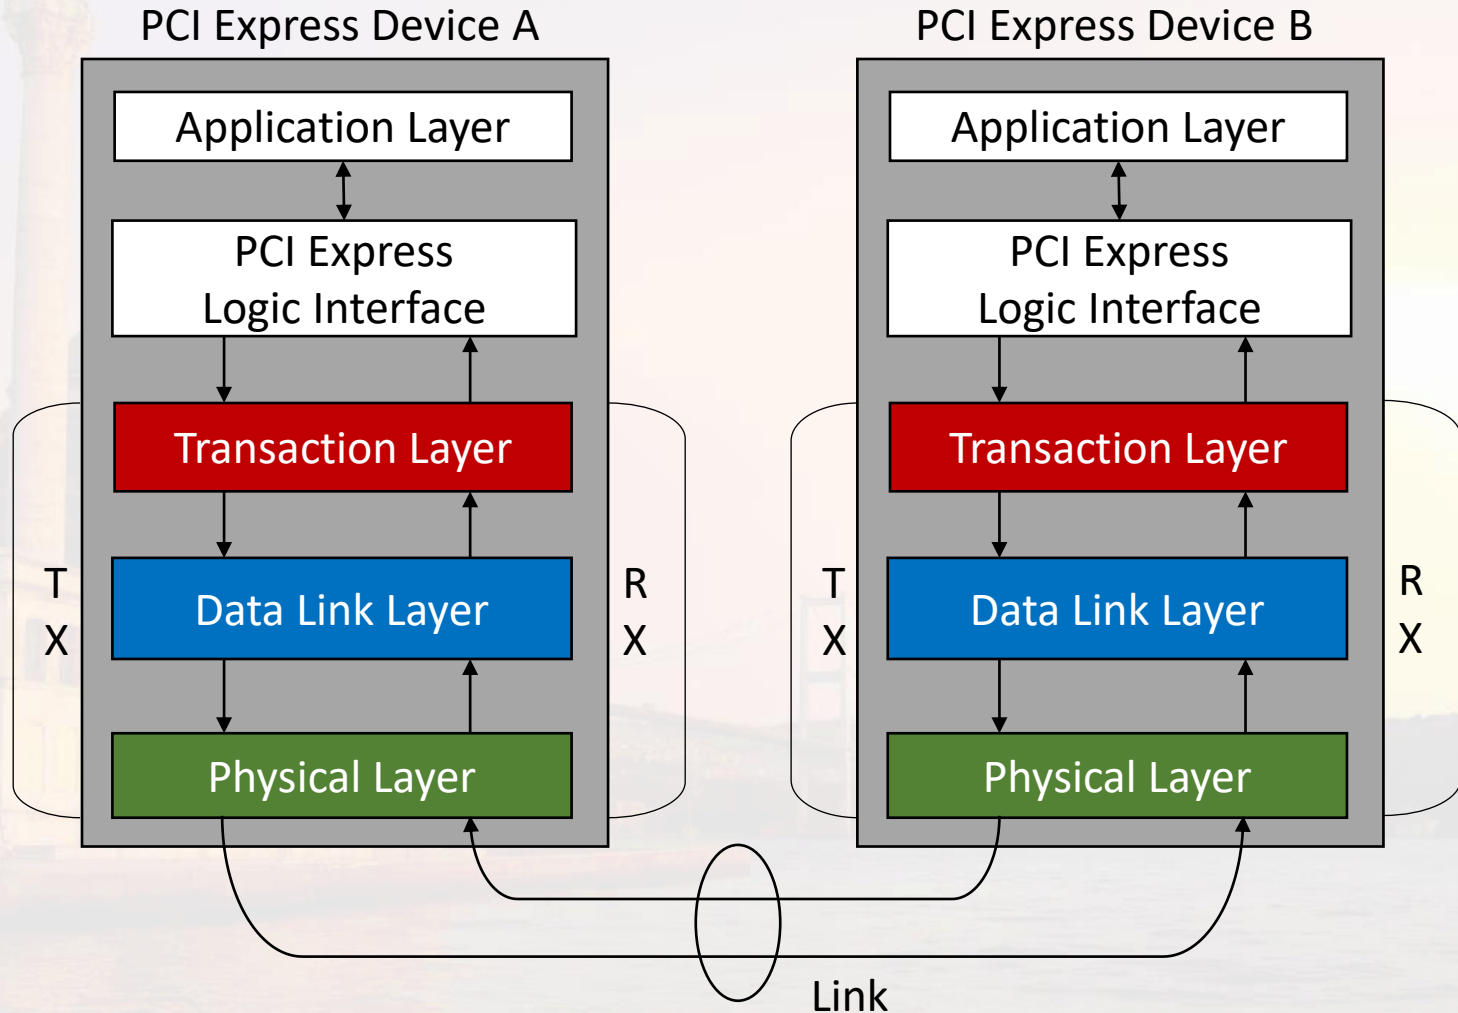 PCI Express Device A
Application Layer
PCI Express
Logic Interface
Transaction Layer
Data Link Layer
Physical Layer
T
X
R
X
PCI Express Device B
Application Layer
PCI Express
Logic Interface
Transaction Layer
Data Link Layer
Physical Layer
T
X
R
X
Link